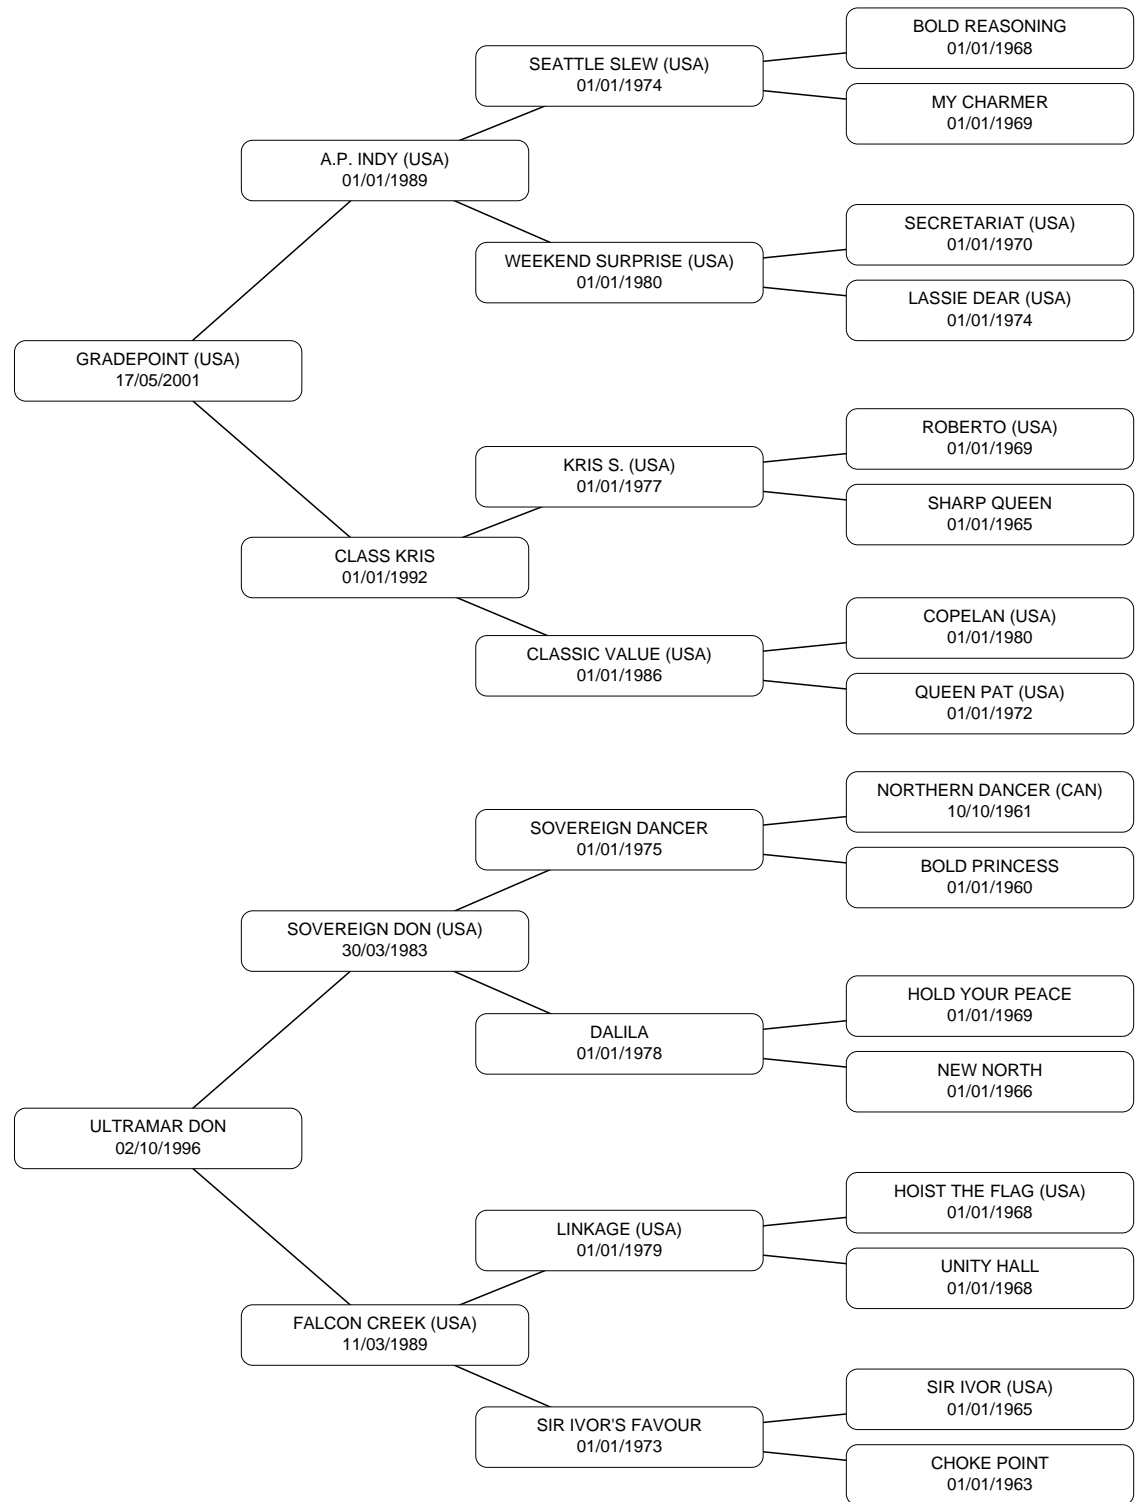 BOLD REASONING
01/01/1968
SEATTLE SLEW (USA)
01/01/1974
MY CHARMER
01/01/1969
A.P. INDY (USA)
01/01/1989
SECRETARIAT (USA)
01/01/1970
WEEKEND SURPRISE (USA)
01/01/1980
LASSIE DEAR (USA)
01/01/1974
GRADEPOINT (USA)
17/05/2001
ROBERTO (USA)
01/01/1969
KRIS S. (USA)
01/01/1977
SHARP QUEEN
01/01/1965
CLASS KRIS
01/01/1992
COPELAN (USA)
01/01/1980
CLASSIC VALUE (USA)
01/01/1986
QUEEN PAT (USA)
01/01/1972
NORTHERN DANCER (CAN)
10/10/1961
SOVEREIGN DANCER
01/01/1975
BOLD PRINCESS
01/01/1960
SOVEREIGN DON (USA)
30/03/1983
HOLD YOUR PEACE
01/01/1969
DALILA
01/01/1978
NEW NORTH
01/01/1966
ULTRAMAR DON
02/10/1996
HOIST THE FLAG (USA)
01/01/1968
LINKAGE (USA)
01/01/1979
UNITY HALL
01/01/1968
FALCON CREEK (USA)
11/03/1989
SIR IVOR (USA)
01/01/1965
SIR IVOR'S FAVOUR
01/01/1973
CHOKE POINT
01/01/1963